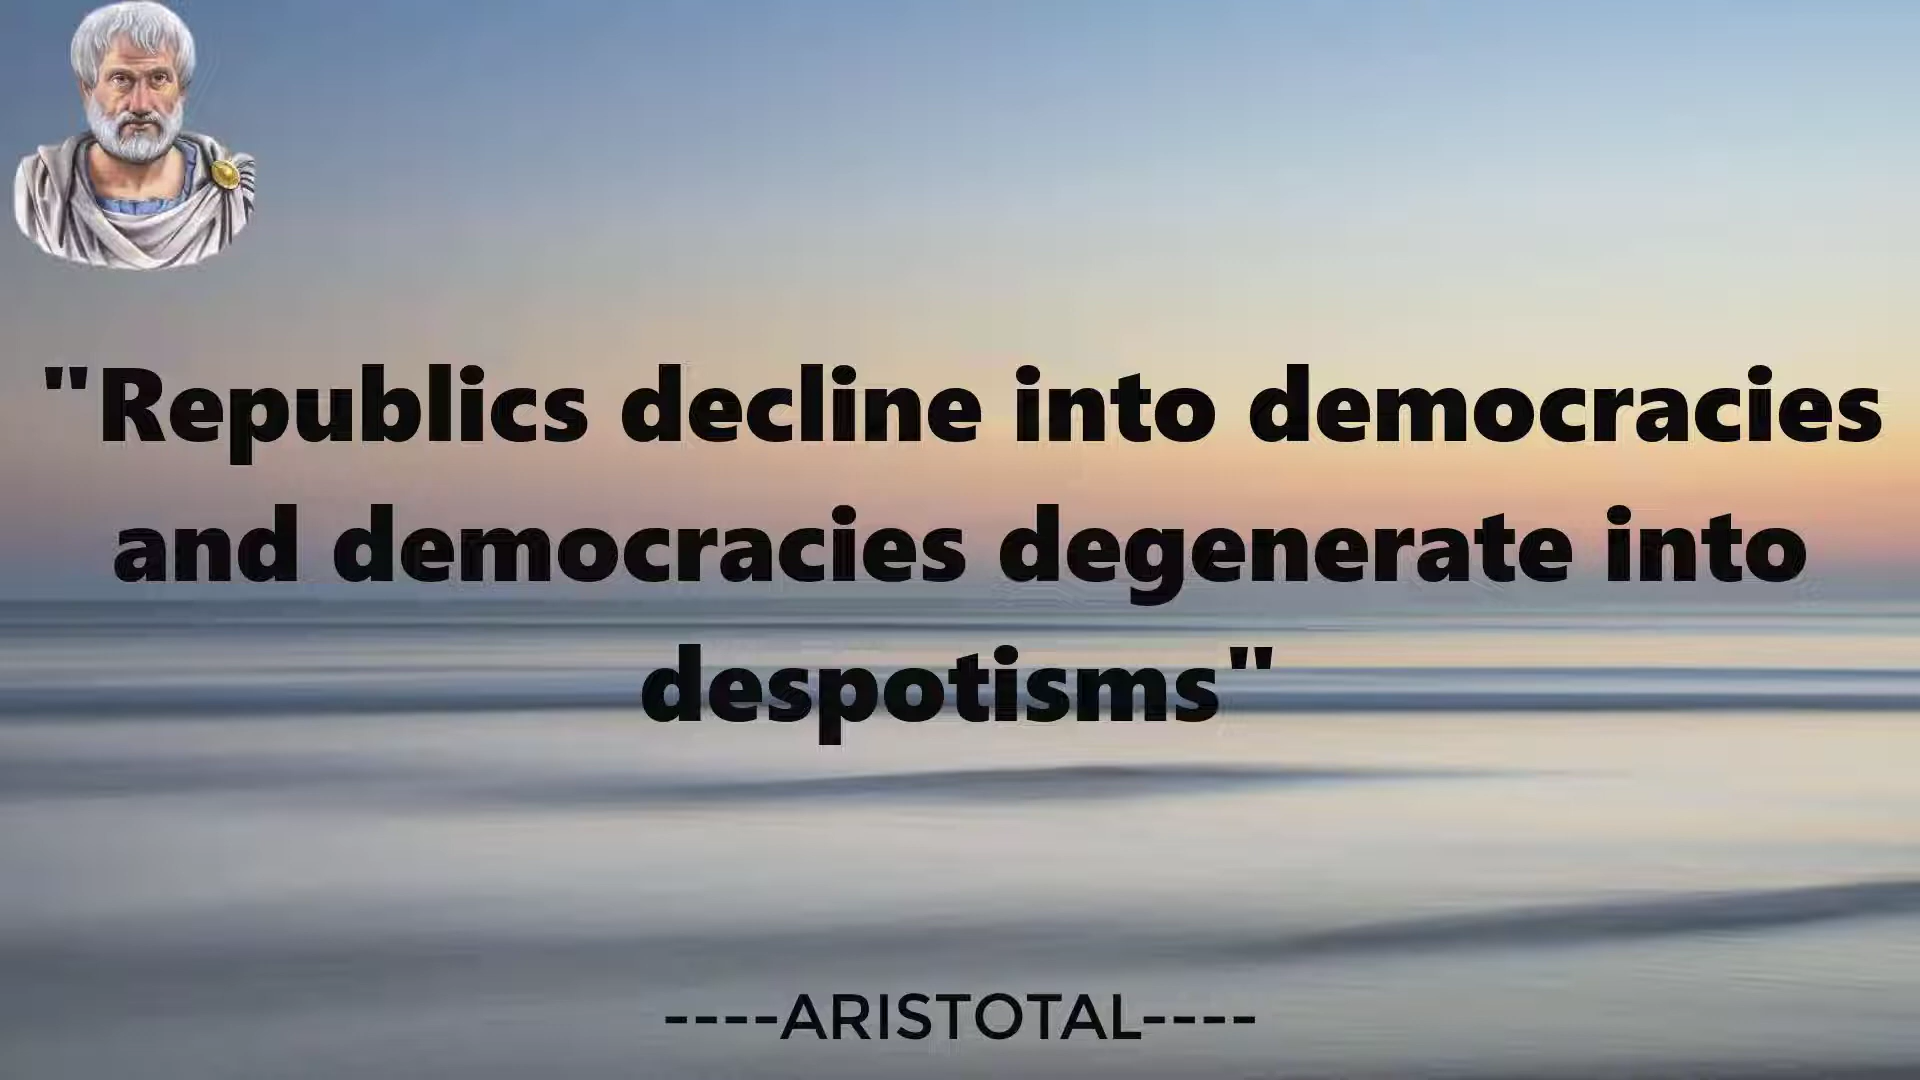 "Republics decline into democracies
and democracies degenerate into
despotisms"
----ARISTOTAL----